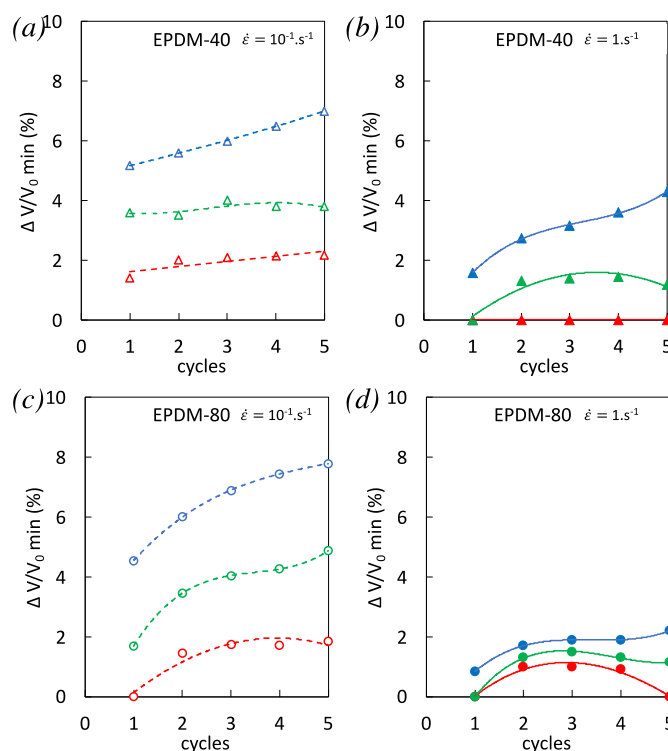 (a)
EPDM-40 ε̇ = 10⁻¹.s⁻¹
Δ V/V₀ min (%)
10
8
6
4
2
0
0 1 2 3 4 5
cycles
(b)
EPDM-40 ε̇ = 1.s⁻¹
Δ V/V₀ min (%)
10
8
6
4
2
0
0 1 2 3 4 5
cycles
(c)
EPDM-80 ε̇ = 10⁻¹.s⁻¹
Δ V/V₀ min (%)
10
8
6
4
2
0
0 1 2 3 4 5
cycles
(d)
EPDM-80 ε̇ = 1.s⁻¹
Δ V/V₀ min (%)
10
8
6
4
2
0
0 1 2 3 4 5
cycles